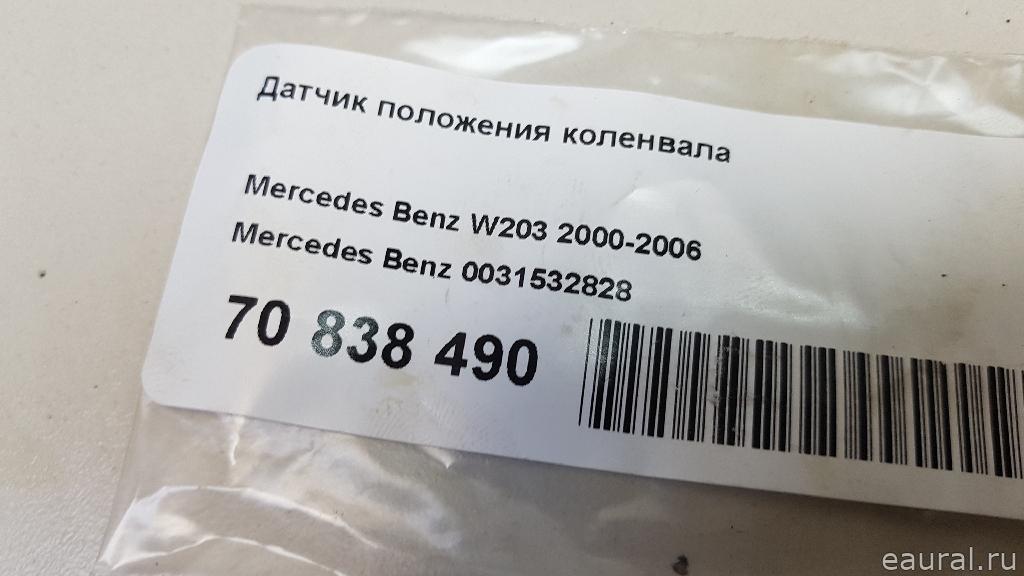 Датчик положения коленвала
Mercedes Benz W203 2000-2006
Mercedes Benz 0031532828
70 838 490
eaural.ru